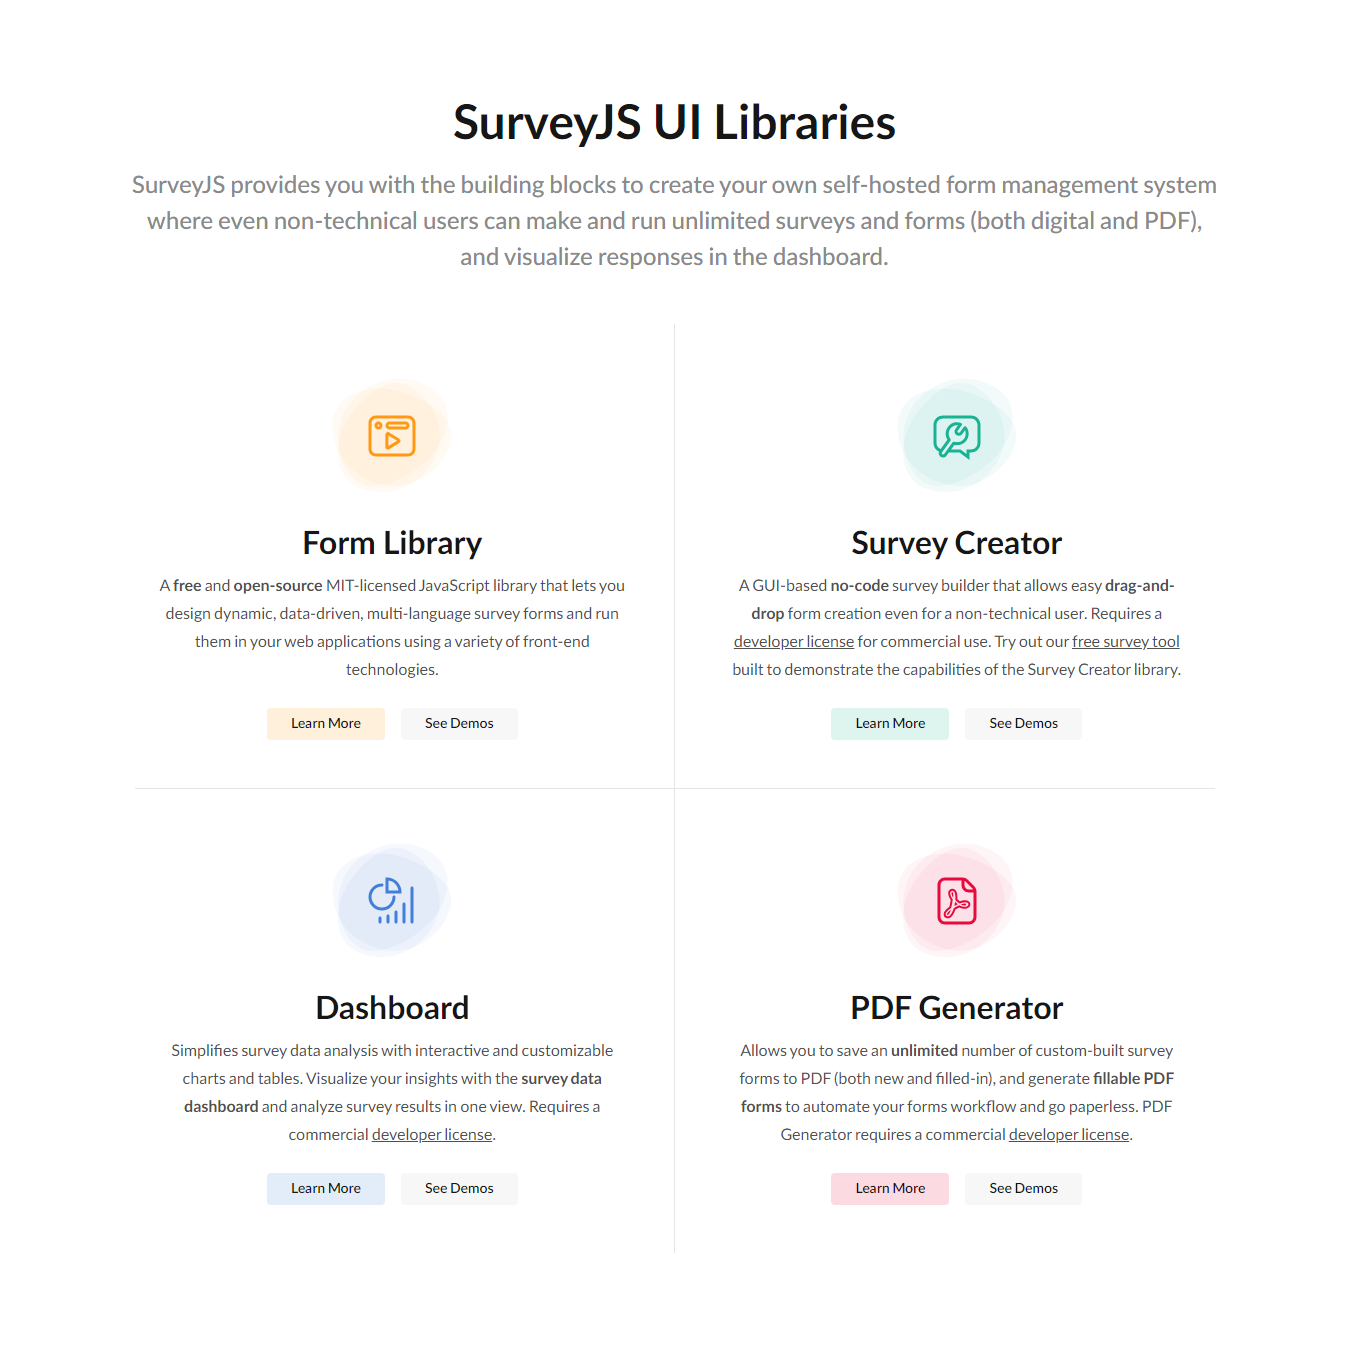 SurveyJS UI Libraries
SurveyJS provides you with the building blocks to create your own self-hosted form management system
where even non-technical users can make and run unlimited surveys and forms (both digital and PDF),
and visualize responses in the dashboard.
Form Library
A free and open-source MIT-licensed JavaScript library that lets you
design dynamic, data-driven, multi-language survey forms and run
them in your web applications using a variety of front-end
technologies.
Learn More
See Demos
Survey Creator
A GUI-based no-code survey builder that allows easy drag-and-
drop form creation even for a non-technical user. Requires a
developer license for commercial use. Try out our free survey tool
built to demonstrate the capabilities of the Survey Creator library.
Learn More
See Demos
Dashboard
Simplifies survey data analysis with interactive and customizable
charts and tables. Visualize your insights with the survey data
dashboard and analyze survey results in one view. Requires a
commercial developer license.
Learn More
See Demos
PDF Generator
Allows you to save an unlimited number of custom-built survey
forms to PDF (both new and filled-in), and generate fillable PDF
forms to automate your forms workflow and go paperless. PDF
Generator requires a commercial developer license.
Learn More
See Demos